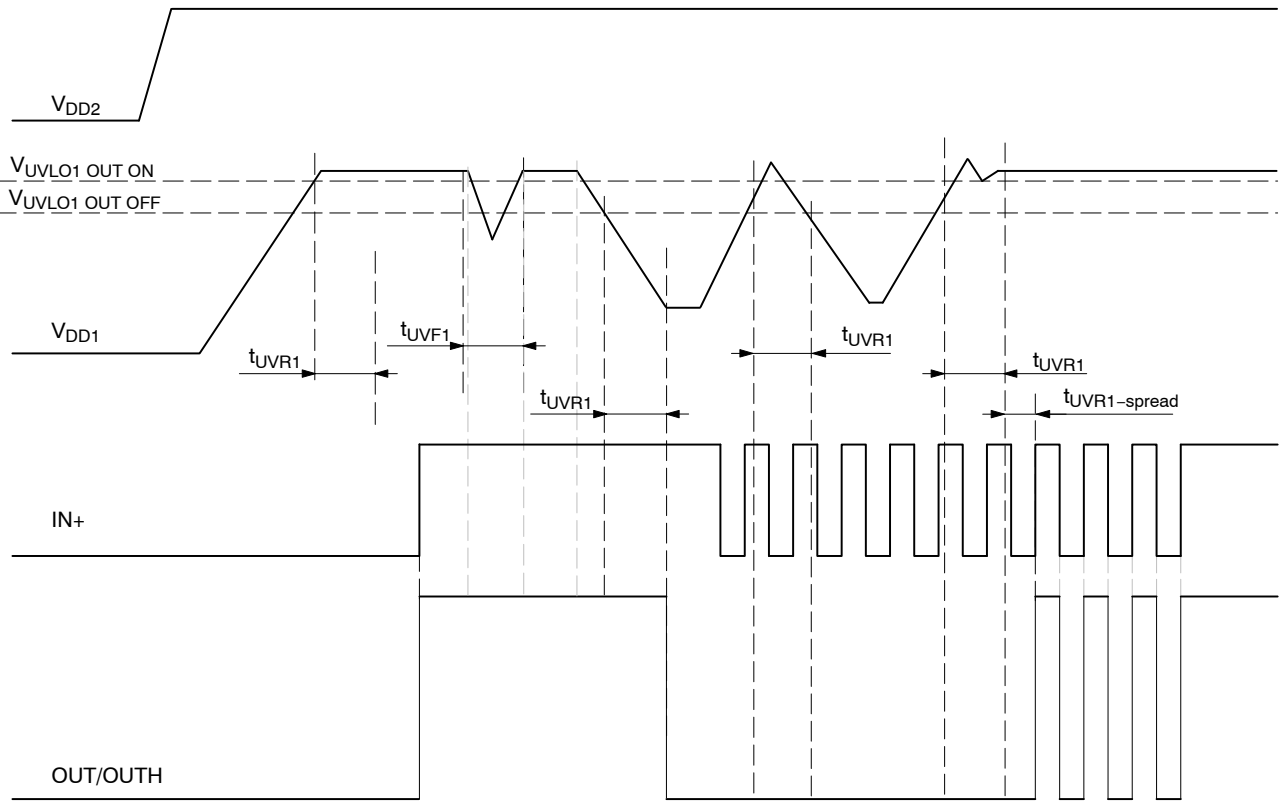 VDD2
VUVLO1 OUT ON
VUVLO1 OUT OFF
VDD1
tUVR1
tUVF1
tUVR1
tUVR1
tUVR1
tUVR1–spread
IN+
OUT/OUTH